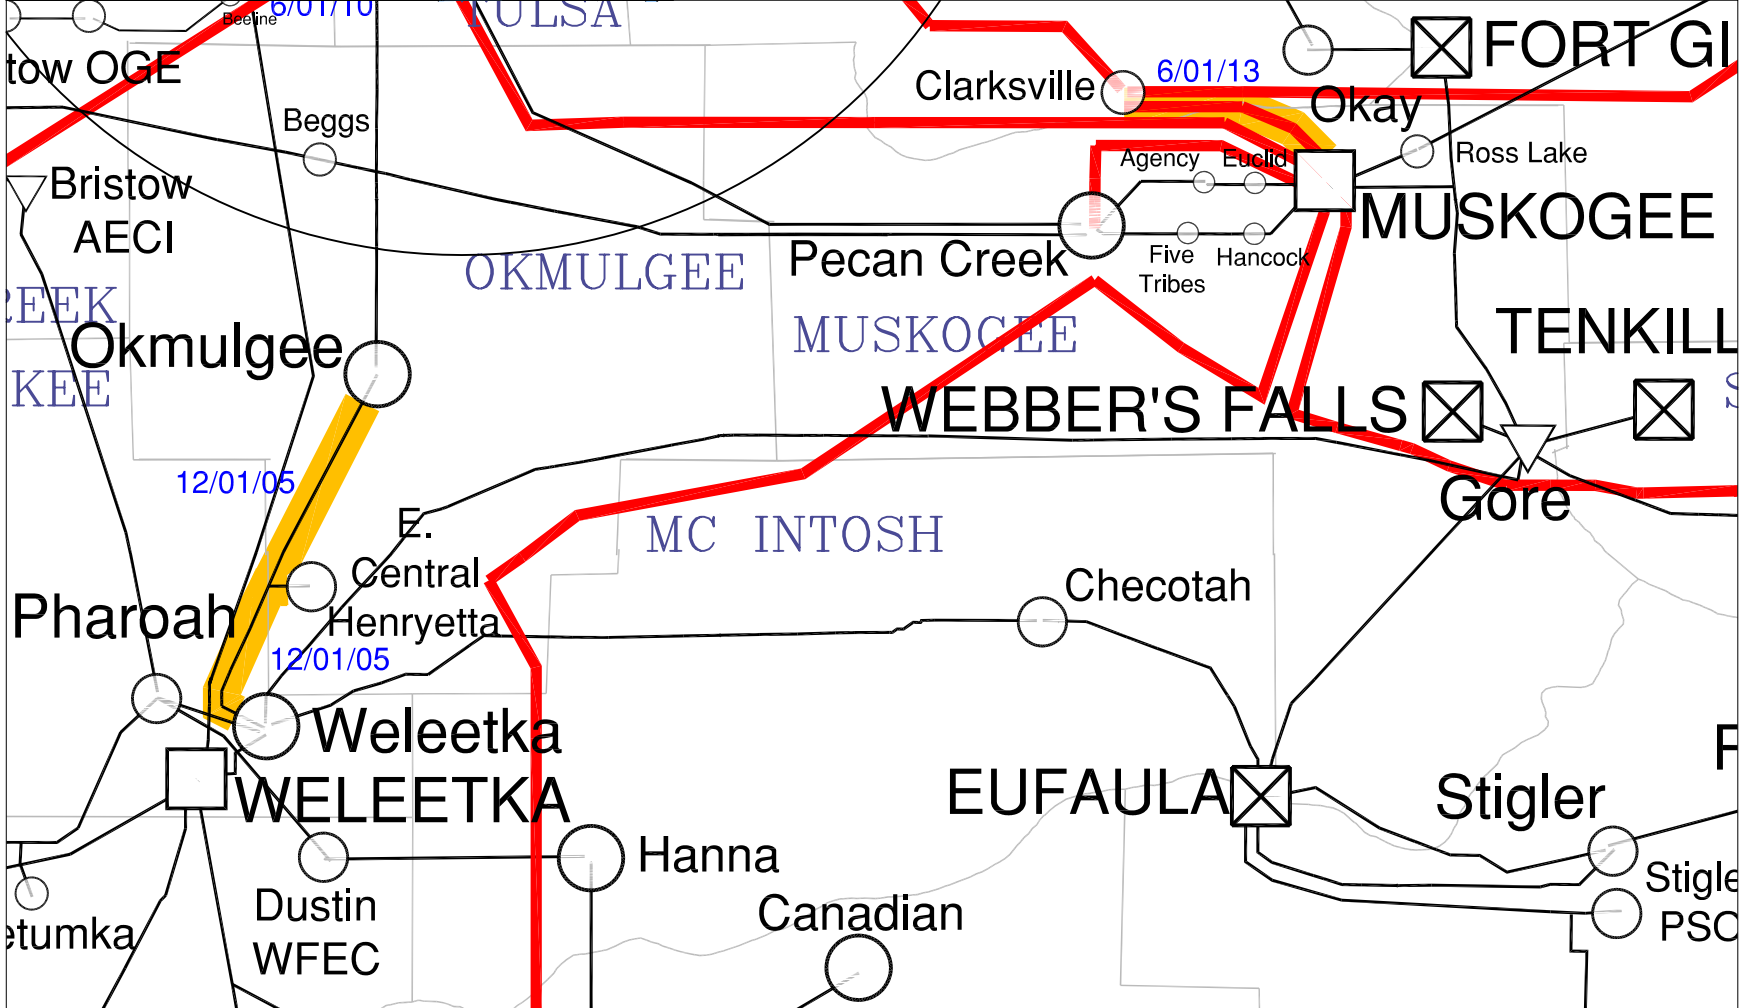 6/01/10
Beeline
TULSA
FORT GI
tow OGE
Clarksville
6/01/13
Okay
Beggs
Agency
Euclid
Ross Lake
Bristow
AECI
MUSKOGEE
Pecan Creek
Five
Tribes
Hancock
OKMULGEE
REEK
MUSKOGEE
TENKILL
Okmulgee
KEE
WEBBER'S FALLS
S
12/01/05
Gore
E.
Central
Henryetta
MC INTOSH
Checotah
Pharoah
12/01/05
Weleetka
WELEETKA
EUFAULA
Stigler
Hanna
Stigle
PSO
Dustin
WFEC
Canadian
etumka